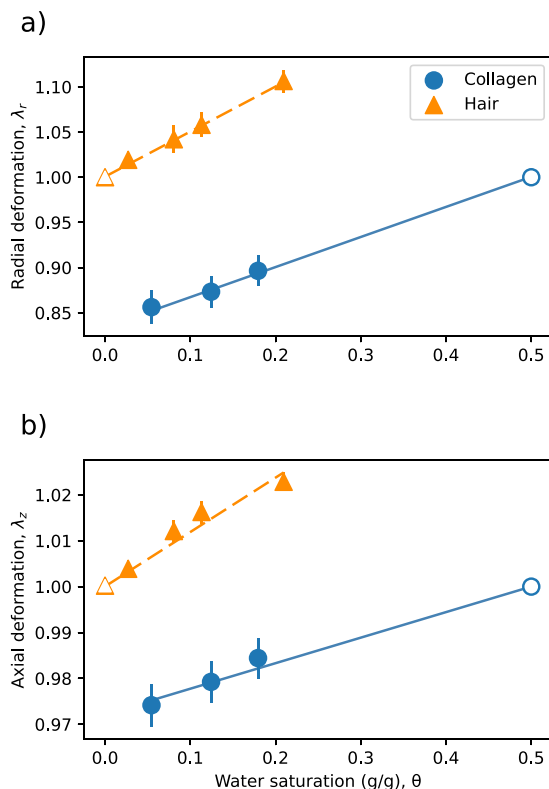 a)
1.10
1.05
1.00
0.95
0.90
0.85
Radial deformation, λr
Collagen
Hair
0.0 0.1 0.2 0.3 0.4 0.5
b)
1.02
1.01
1.00
0.99
0.98
0.97
Axial deformation, λz
0.0 0.1 0.2 0.3 0.4 0.5
Water saturation (g/g), θ